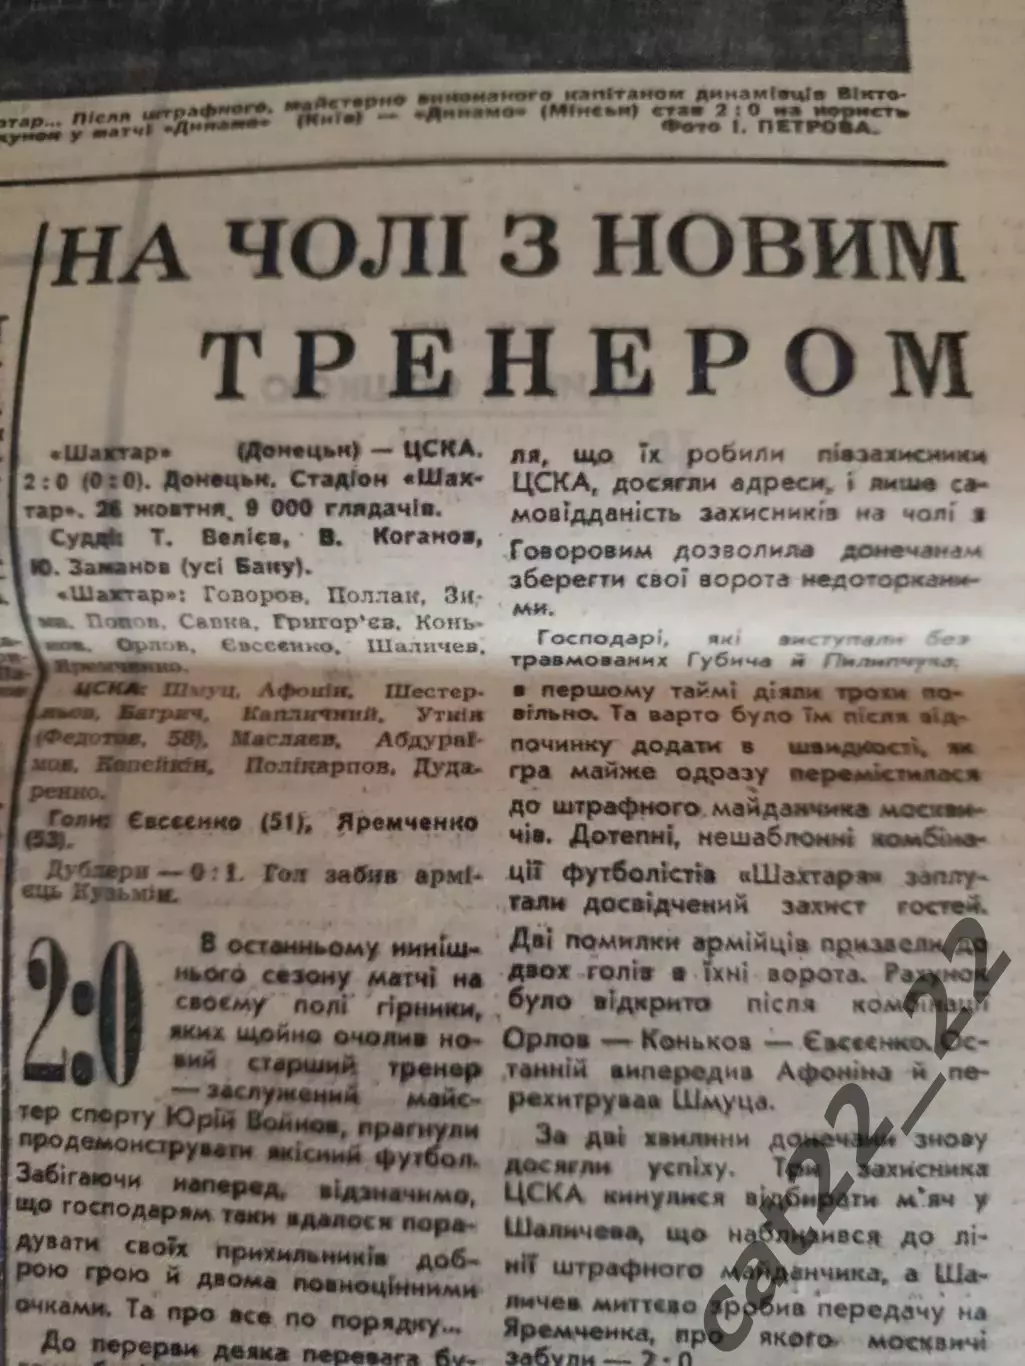 отар... Після штрафного, майстерно виконаного капітаном динамівців Вікто-
хунок у матчі «Динамо» (Київ) — «Динамо» (Мінськ) став 2:0 на користь
Фото І. ПЕТРОВА.
НА ЧОЛІ З НОВИМ
ТРЕНЕРОМ
«Шахтар» (Донецьк) — ЦСКА.
2:0 (0:0). Донецьк. Стадіон «Шах-
тар». 26 жовтня. 9 000 глядачів.
Судді: Т. Велієв, В. Коганов,
Ю. Заманов (усі Баку).
«Шахтар»: Говоров, Поллак, Зи-
ма, Попов, Савка, Григор'єв, Конь-
ков, Орлов, Євсєєнко, Шаличев,
Яремченко.
ЦСКА: Шмуц, Афонін, Шестер-
ньов, Багрич, Капличний, Уткін
(Федотов, 58), Масляєв, Абдураї-
мов, Копейкін, Полікарпов, Дуда-
ренко.
Голи: Євсєєнко (51), Яремченко
(53).
Дублери — 0:1. Гол забив армі-
єць Кузьмін.
2:0
В останньому ниніш-
нього сезону матчі на
своєму полі гірники,
яких щойно очолив но-
вий старший тренер
— заслужений майс-
тер спорту Юрій Войнов, прагнули
продемонструвати якісний футбол.
Забігаючи наперед, відзначимо,
що господарям таки вдалося пора-
дувати своїх прихильників доб-
рою грою й двома повноцінними
очками. Та про все по порядку...
До перерви деяка перевага бу-
ля, що їх робили півзахисники
ЦСКА, досягли адреси, і лише са-
мовідданість захисників на чолі з
Говоровим дозволила донечанам
зберегти свої ворота недоторкани-
ми.
Господарі, які виступали без
травмованих Губича й Пилипчука,
в першому таймі діяли трохи по-
вільно. Та варто було їм після від-
починку додати в швидкості, як
гра майже одразу перемістилася
до штрафного майданчика москви-
чів. Дотепні, нешаблонні комбіна-
ції футболістів «Шахтаря» заплу-
тали досвідчений захист гостей.
Дві помилки армійців призвели до
двох голів в їхні ворота. Рахунок
було відкрито після комбінації
Орлов — Коньков — Євсєєнко. Ос-
танній випередив Афоніна й пе-
рехитрував Шмуца.
За дві хвилини донечани знову
досягли успіху. Три захисника
ЦСКА кинулися відбирати м'яч у
Шаличева, що наблизився до лі-
нії штрафного майданчика, а Ша-
личев миттєво зробив передачу на
Яремченка, про якого москвичі
забули — 2:0
cat22_22